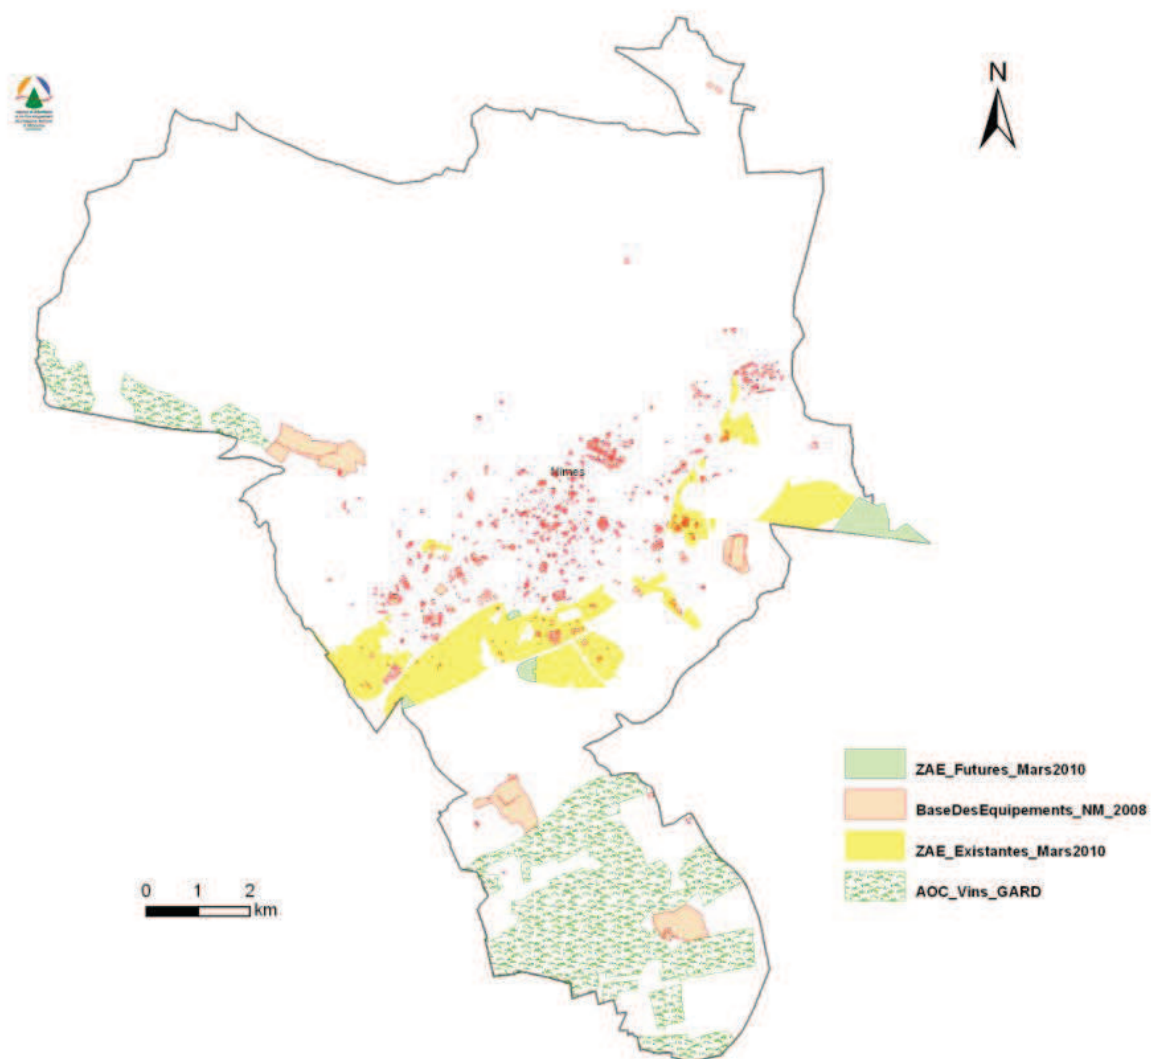 N
Nimes
ZAE_Futures_Mars2010
BaseDesEquipements_NM_2008
ZAE_Existantes_Mars2010
AOC_Vins_GARD
0 1 2
km